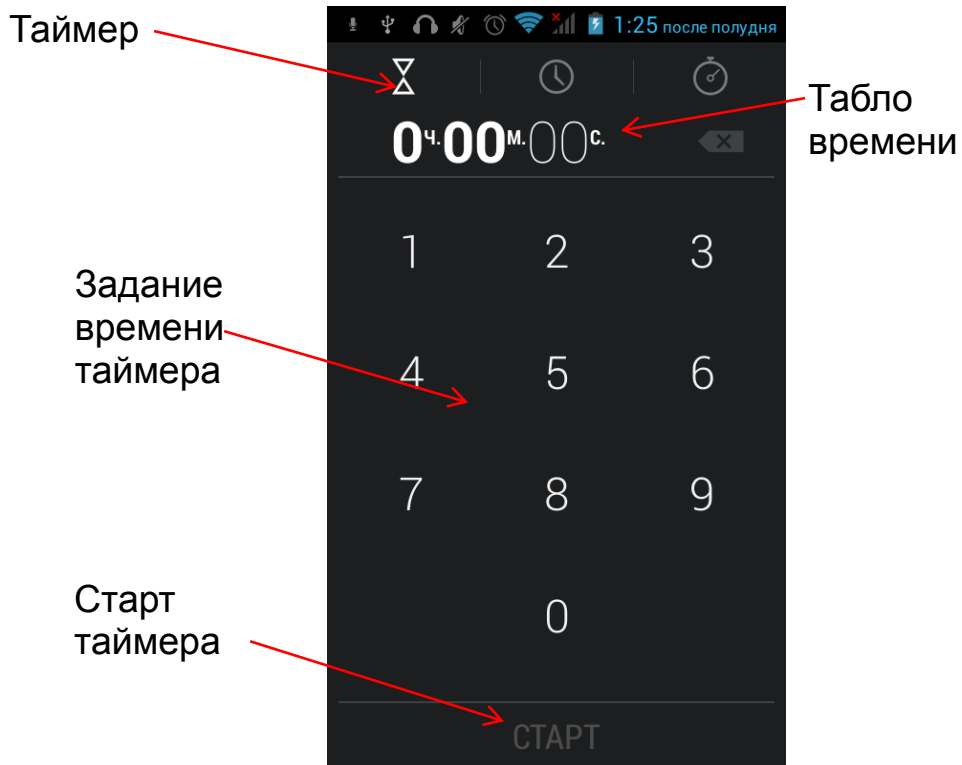 Таймер
1:25 после полудня
0ч.00м.00с.
Табло
времени
1 2 3
Задание
времени
таймера
4 5 6
7 8 9
Старт
таймера
0
СТАРТ